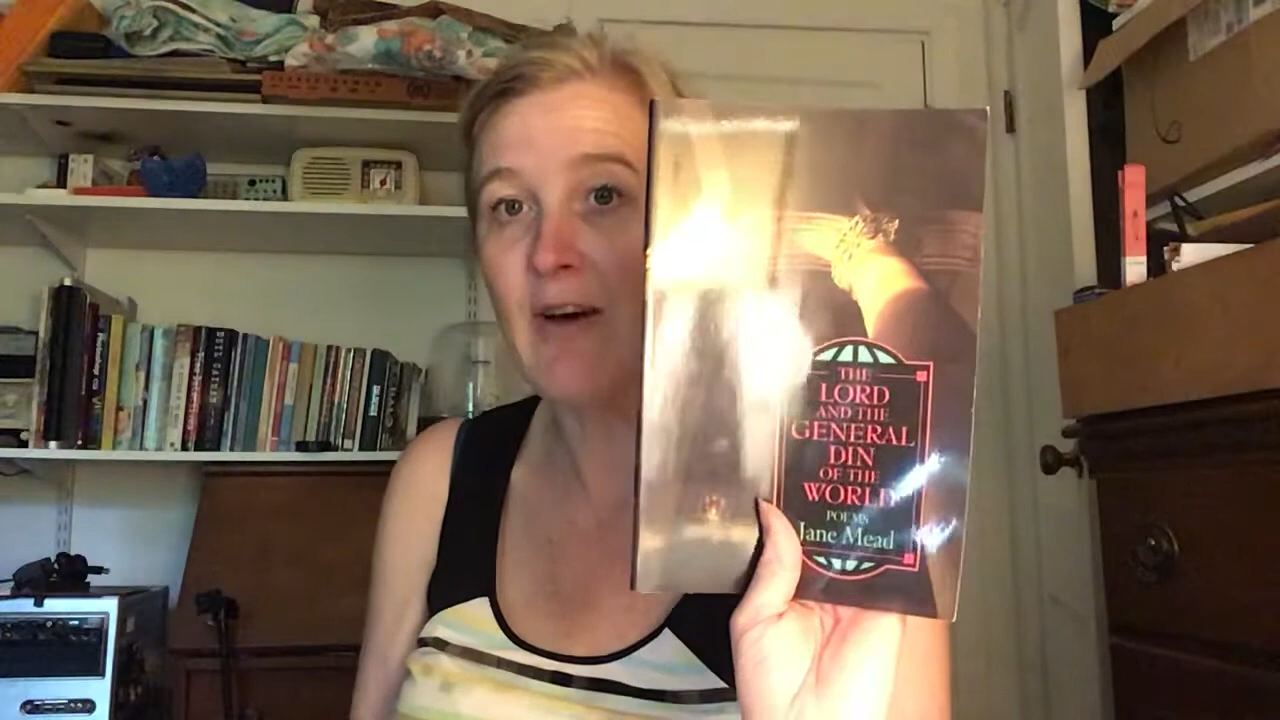 THE
LORD
AND THE
GENERAL
DIN
OF THE
WORLD
POEMS
Jane Mead